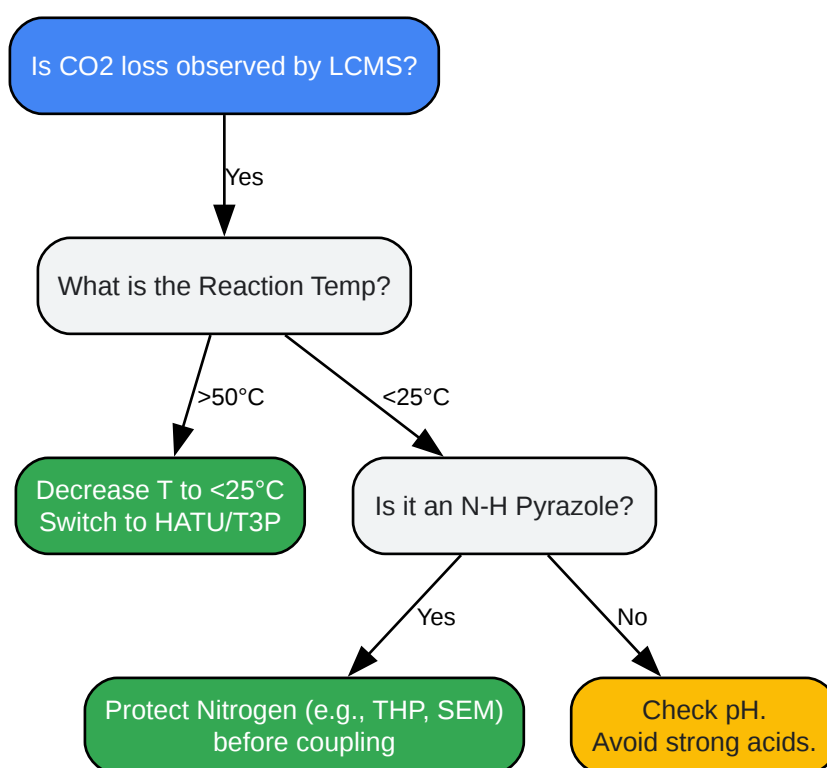 Is CO2 loss observed by LCMS?
Yes
What is the Reaction Temp?
>50°C
<25°C
Decrease T to <25°C
Switch to HATU/T3P
Is it an N-H Pyrazole?
Yes
No
Protect Nitrogen (e.g., THP, SEM)
before coupling
Check pH.
Avoid strong acids.